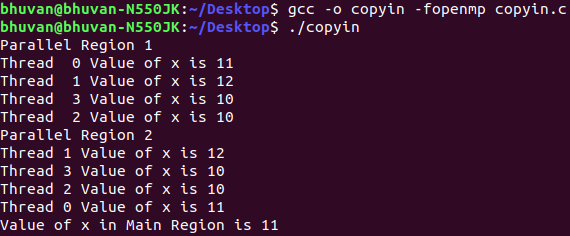 bhuvan@bhuvan-N550JK:~/Desktop$ gcc -o copyin -fopenmp copyin.c
bhuvan@bhuvan-N550JK:~/Desktop$ ./copyin
Parallel Region 1
Thread  0 Value of x is 11
Thread  1 Value of x is 12
Thread  3 Value of x is 10
Thread  2 Value of x is 10
Parallel Region 2
Thread 1 Value of x is 12
Thread 3 Value of x is 10
Thread 2 Value of x is 10
Thread 0 Value of x is 11
Value of x in Main Region is 11